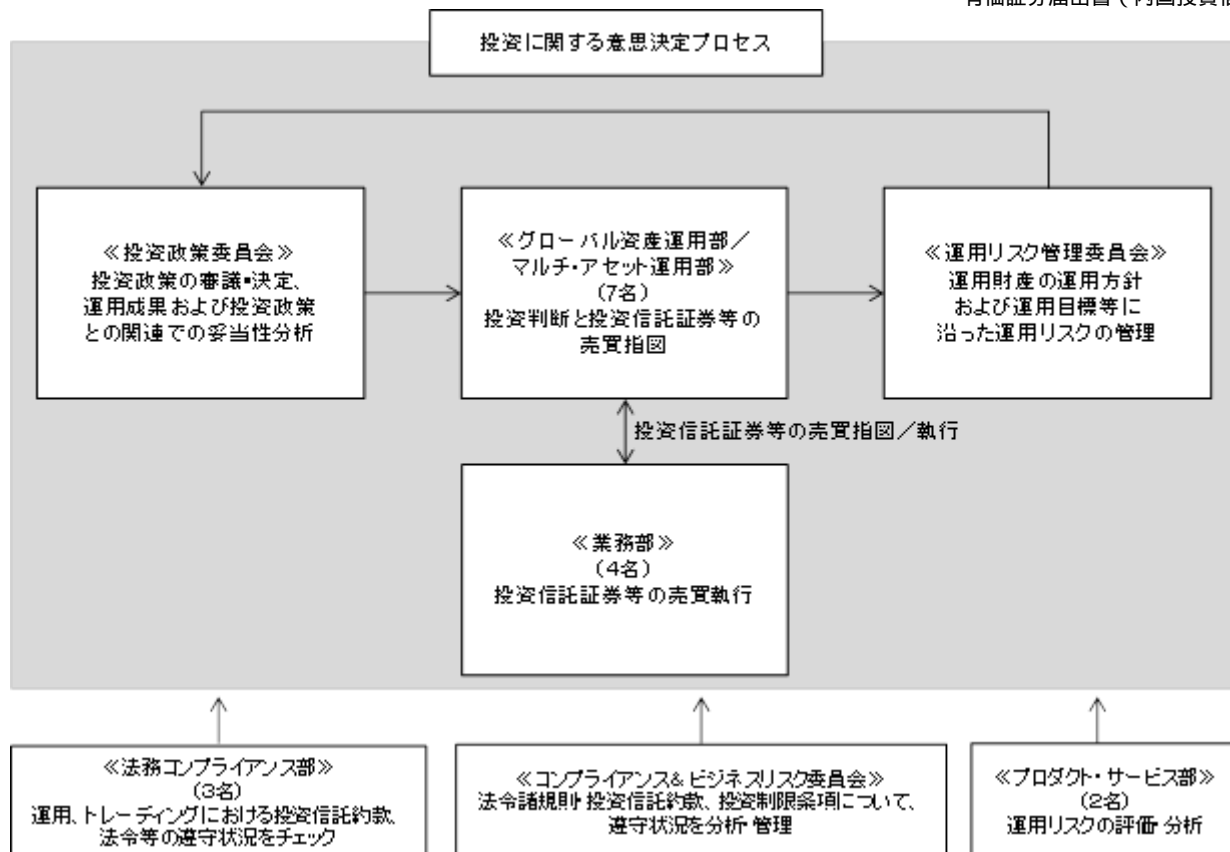 有価証券届出書（内国投資信
投資に関する意思決定プロセス
≪投資政策委員会≫
投資政策の審議・決定、
運用成果および投資政策
との関連での妥当性分析
≪グローバル資産運用部／
マルチ・アセット運用部≫
(7名)
投資判断と投資信託証券等の
売買指図
≪運用リスク管理委員会≫
運用財産の運用方針
および運用目標等に
沿った運用リスクの管理
投資信託証券等の売買指図／執行
≪業務部≫
(4名)
投資信託証券等の売買執行
≪法務コンプライアンス部≫
(3名)
運用、トレーディングにおける投資信託約款、
法令等の遵守状況をチェック
≪コンプライアンス&ビジネスリスク委員会≫
法令諸規則・投資信託約款、投資制限条項について、
遵守状況を分析・管理
≪プロダクト・サービス部≫
(2名)
運用リスクの評価・分析